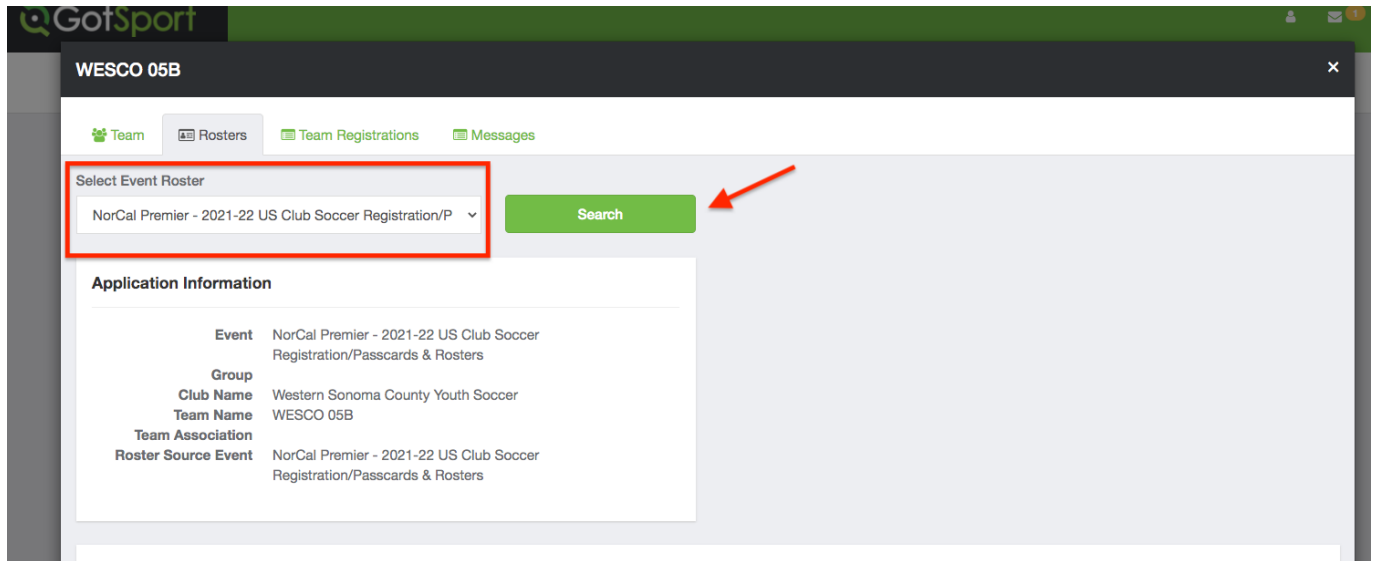 GotSport
1
WESCO 05B
×
Team
Rosters
Team Registrations
Messages
Select Event Roster
NorCal Premier - 2021-22 US Club Soccer Registration/P
Search
Application Information
Event NorCal Premier - 2021-22 US Club Soccer
Registration/Passcards & Rosters
Group
Club Name Western Sonoma County Youth Soccer
Team Name WESCO 05B
Team Association
Roster Source Event NorCal Premier - 2021-22 US Club Soccer
Registration/Passcards & Rosters